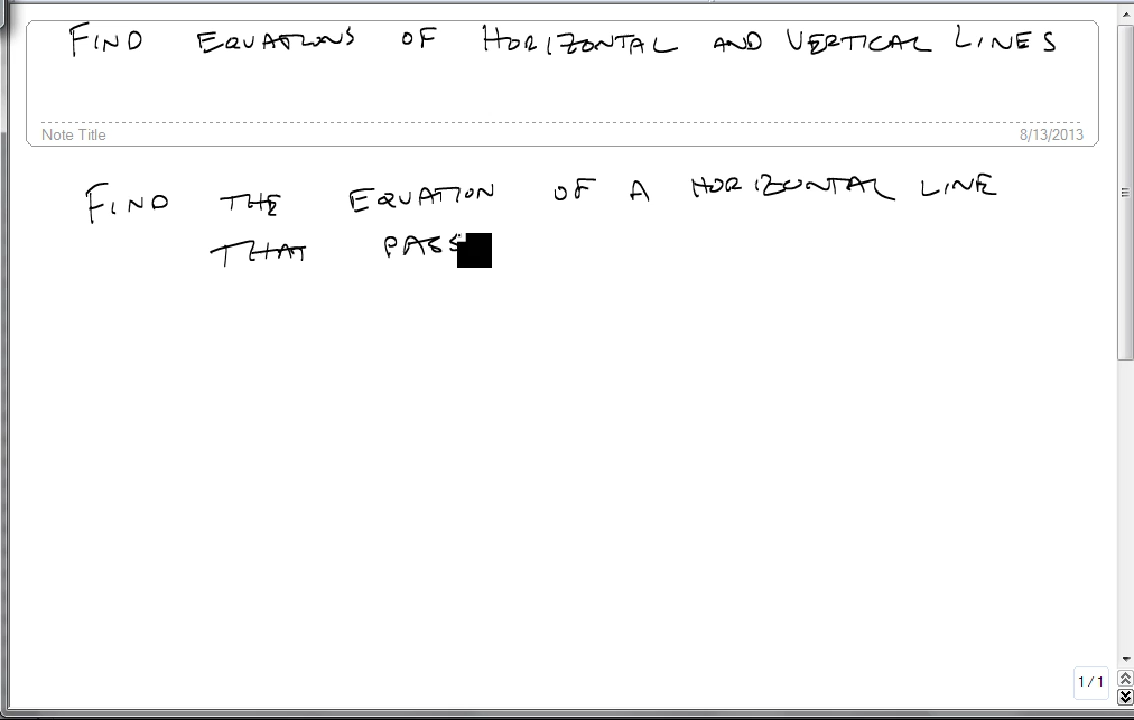 FIND EQUATIONS OF HORIZONTAL AND VERTICAL LINES
Note Title
8/13/2013
FIND THE EQUATION OF A HORIZONTAL LINE
THAT PASS
1/1